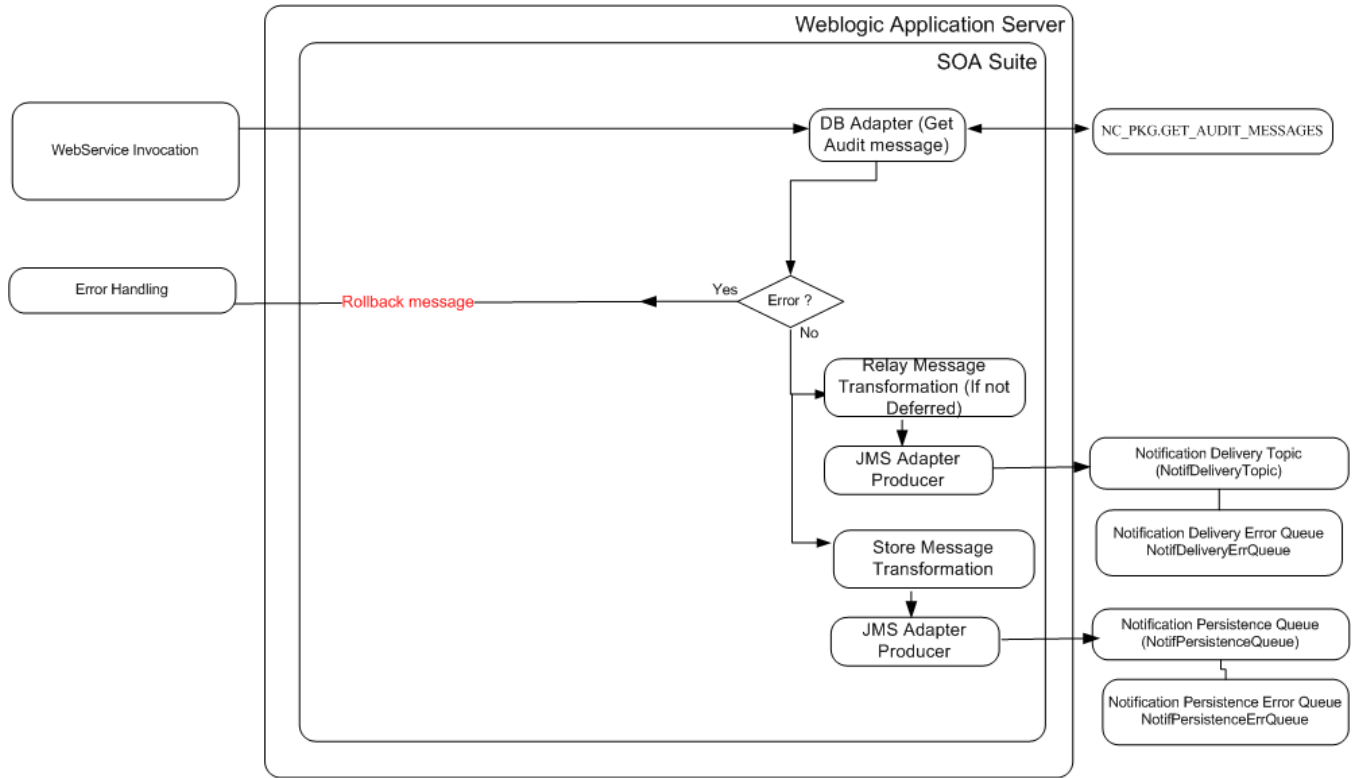 Weblogic Application Server
SOA Suite
WebService Invocation
DB Adapter (Get
Audit message)
NC_PKG.GET_AUDIT_MESSAGES
Error Handling
Rollback message
Yes
Error ?
No
Relay Message
Transformation (If not
Deferred)
JMS Adapter
Producer
Notification Delivery Topic
(NotifDeliveryTopic)
Notification Delivery Error Queue
NotifDeliveryErrQueue
Store Message
Transformation
JMS Adapter
Producer
Notification Persistence Queue
(NotifPersistenceQueue)
Notification Persistence Error Queue
NotifPersistenceErrQueue